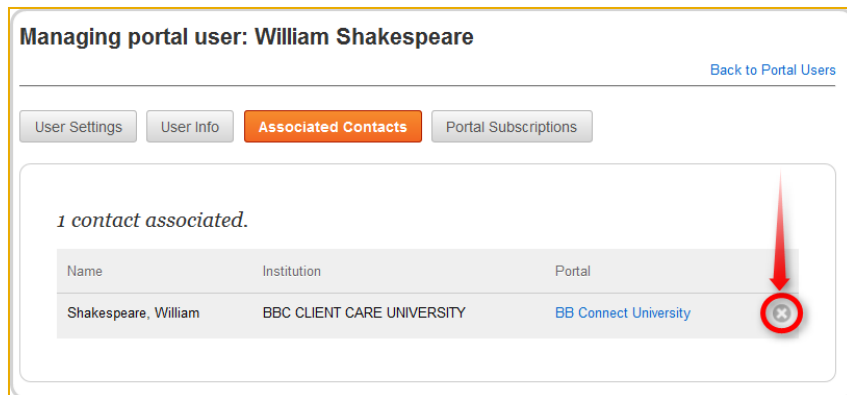 Managing portal user: William Shakespeare
Back to Portal Users
User Settings User Info Associated Contacts Portal Subscriptions
1 contact associated.
Name Institution Portal
Shakespeare, William BBC CLIENT CARE UNIVERSITY BB Connect University